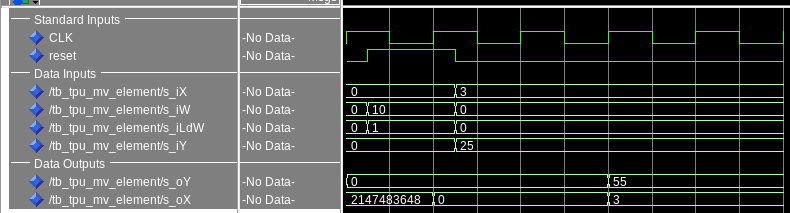 Standard Inputs
CLK -No Data-
reset -No Data-
Data Inputs
/tb_tpu_mv_element/s_iX -No Data- 0 3
/tb_tpu_mv_element/s_iW -No Data- 0 10 0
/tb_tpu_mv_element/s_iLdW -No Data- 0 1 0
/tb_tpu_mv_element/s_iY -No Data- 0 25
Data Outputs
/tb_tpu_mv_element/s_oY -No Data- 0 55
/tb_tpu_mv_element/s_oX -No Data- 2147483648 0 3